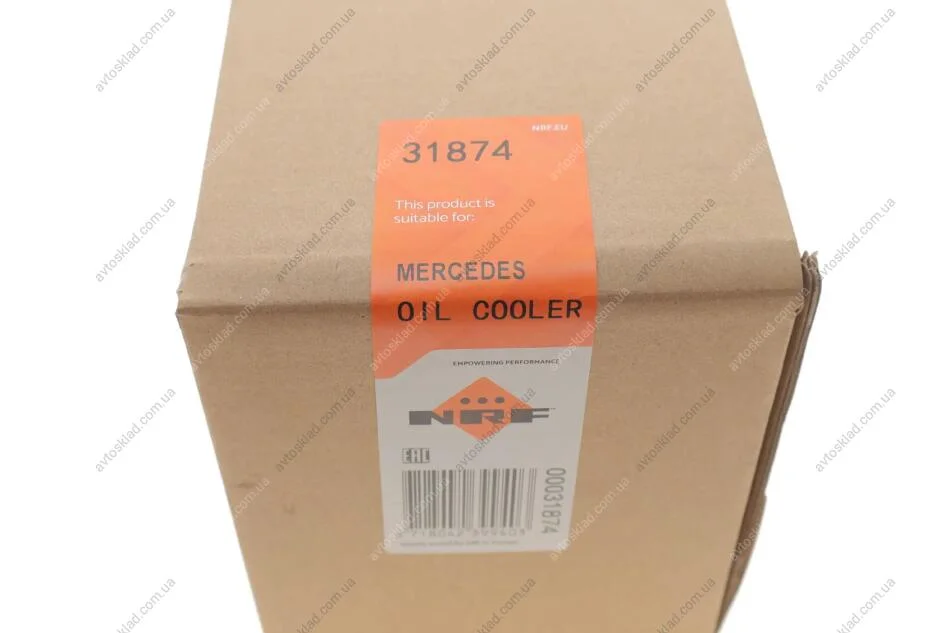 NRF.EU
31874
This product is
suitable for:
MERCEDES
OIL COOLER
EMPOWERING PERFORMANCE
NRF
EAC
00031874
avtosklad.com.ua